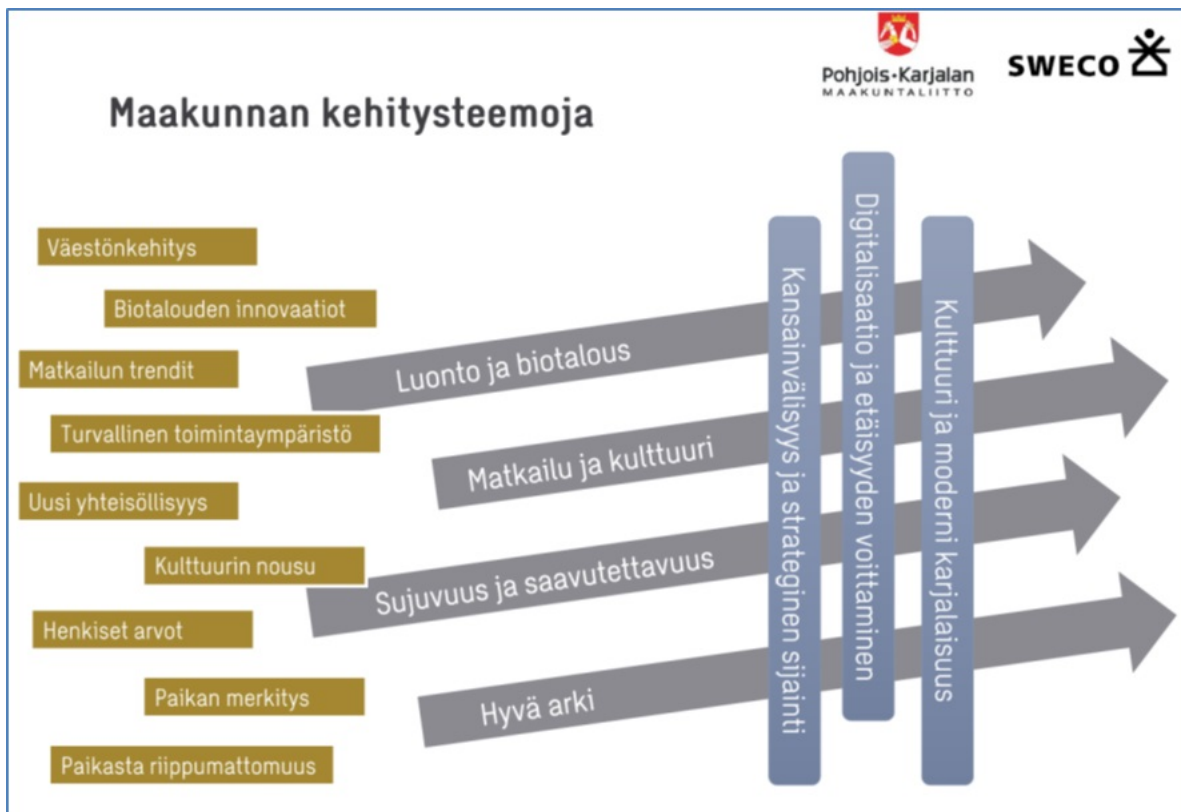 Pohjois-Karjalan
MAAKUNTALIITTO
SWECO
Maakunnan kehitysteemoja
Väestönkehitys
Biotalouden innovaatiot
Matkailun trendit
Turvallinen toimintaympäristö
Uusi yhteisöllisyys
Kulttuurin nousu
Henkiset arvot
Paikan merkitys
Paikasta riippumattomuus
Luonto ja biotalous
Matkailu ja kulttuuri
Sujuvuus ja saavutettavuus
Hyvä arki
Kansainvälisyys ja strateginen sijainti
Digitalisaatio ja etäisyyden voittaminen
Kulttuuri ja moderni karjalaisuus